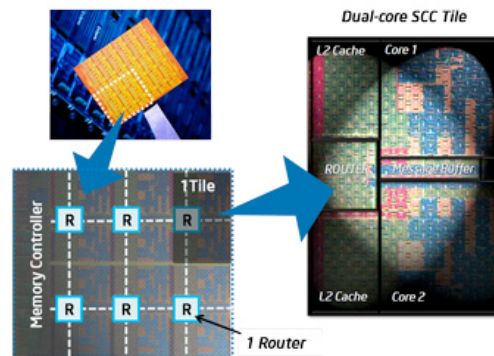 Dual-core SCC Tile
L2 Cache
Core 1
ROUTER
Message Buffer
L2 Cache
Core 2
1Tile
Memory Controller
R
R
R
R
R
R
1 Router